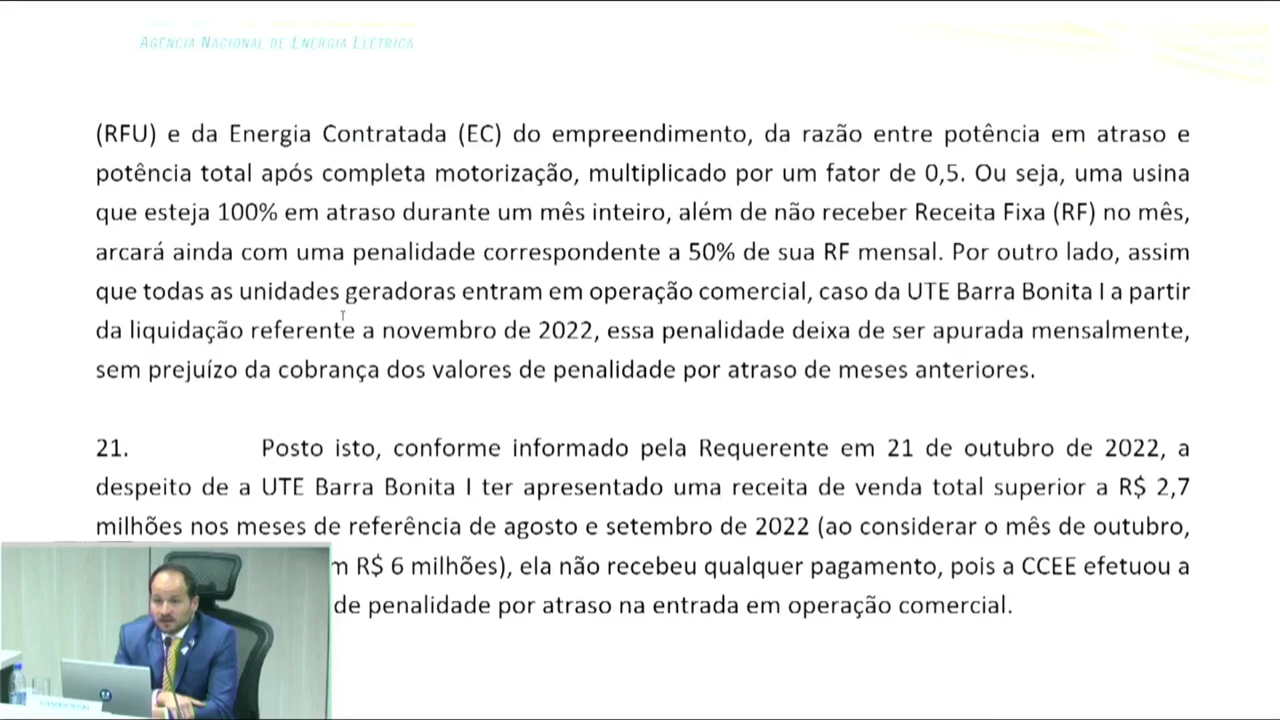 AGÊNCIA NACIONAL DE ENERGIA ELÉTRICA
(RFU) e da Energia Contratada (EC) do empreendimento, da razão entre potência em atraso e
potência total após completa motorização, multiplicado por um fator de 0,5. Ou seja, uma usina
que esteja 100% em atraso durante um mês inteiro, além de não receber Receita Fixa (RF) no mês,
arcará ainda com uma penalidade correspondente a 50% de sua RF mensal. Por outro lado, assim
que todas as unidades geradoras entram em operação comercial, caso da UTE Barra Bonita I a partir
da liquidação referente a novembro de 2022, essa penalidade deixa de ser apurada mensalmente,
sem prejuízo da cobrança dos valores de penalidade por atraso de meses anteriores.
21. Posto isto, conforme informado pela Requerente em 21 de outubro de 2022, a
despeito de a UTE Barra Bonita I ter apresentado uma receita de venda total superior a R$ 2,7
milhões nos meses de referência de agosto e setembro de 2022 (ao considerar o mês de outubro,
m R$ 6 milhões), ela não recebeu qualquer pagamento, pois a CCEE efetuou a
de penalidade por atraso na entrada em operação comercial.